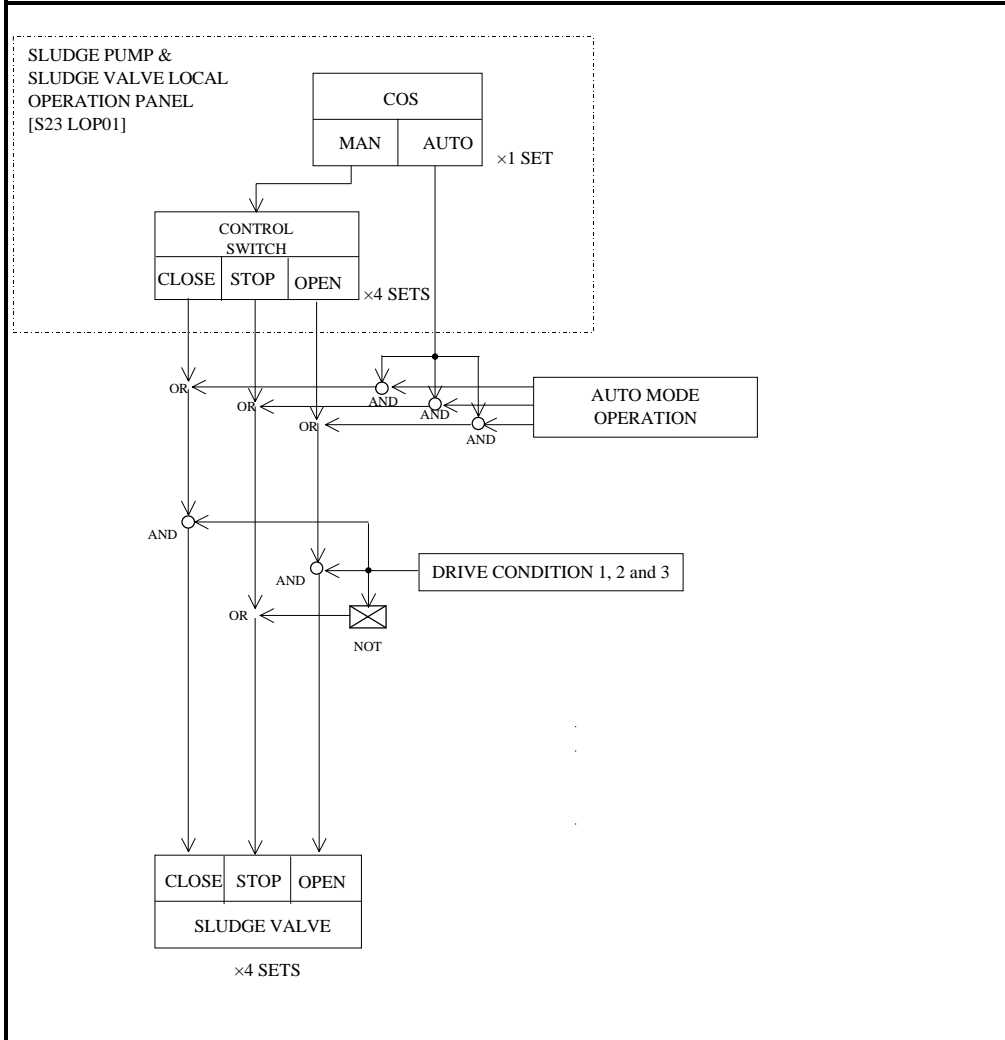 SLUDGE PUMP &
SLUDGE VALVE LOCAL
OPERATION PANEL
[S23 LOP01]
COS
MAN AUTO
×1 SET
CONTROL
SWITCH
CLOSE STOP OPEN
×4 SETS
OR
AND
OR
AND
OR
AND
AUTO MODE
OPERATION
AND
AND
DRIVE CONDITION 1, 2 and 3
OR
NOT
CLOSE STOP OPEN
SLUDGE VALVE
×4 SETS